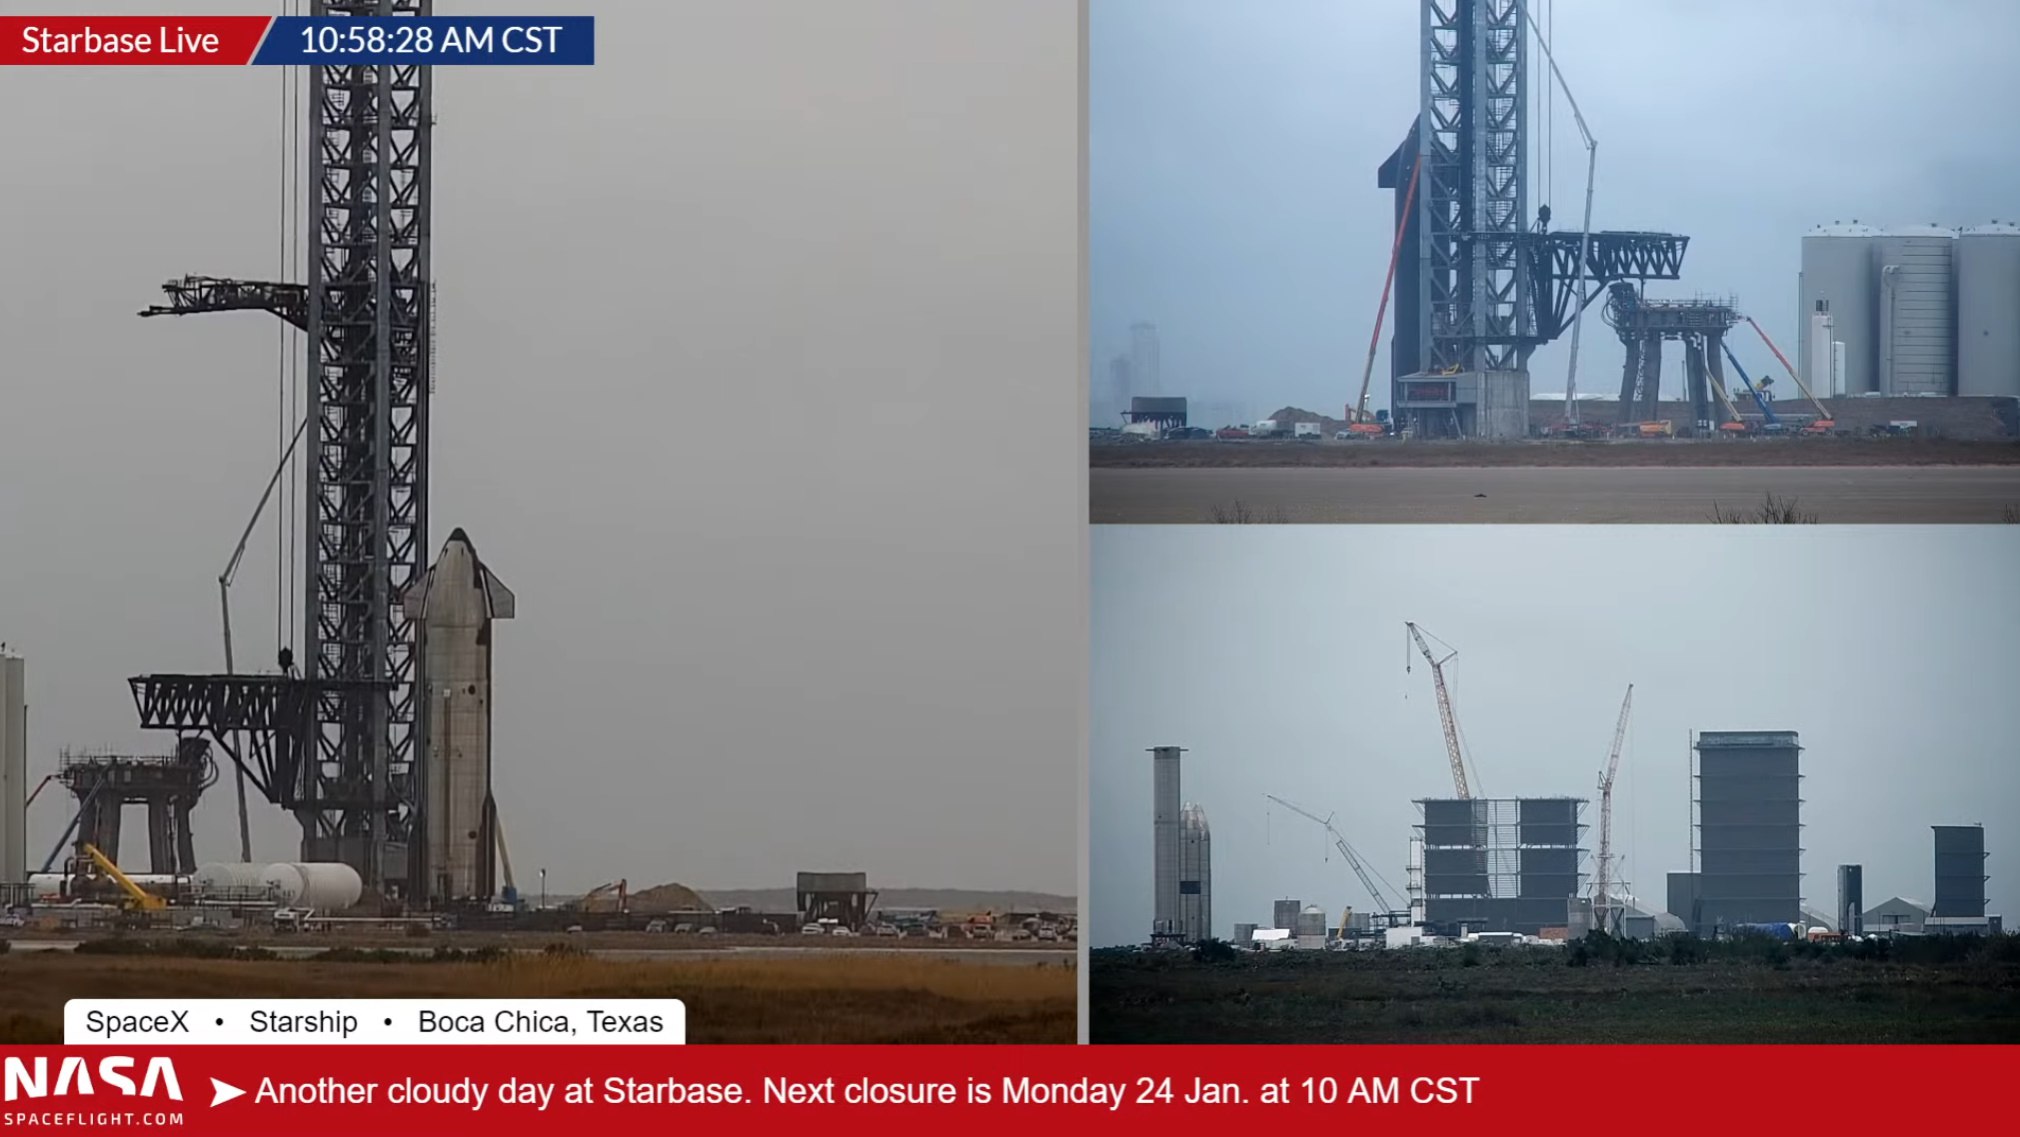 Starbase Live
10:58:28 AM CST
SpaceX • Starship • Boca Chica, Texas
NASA
SPACEFLIGHT.COM
Another cloudy day at Starbase. Next closure is Monday 24 Jan. at 10 AM CST